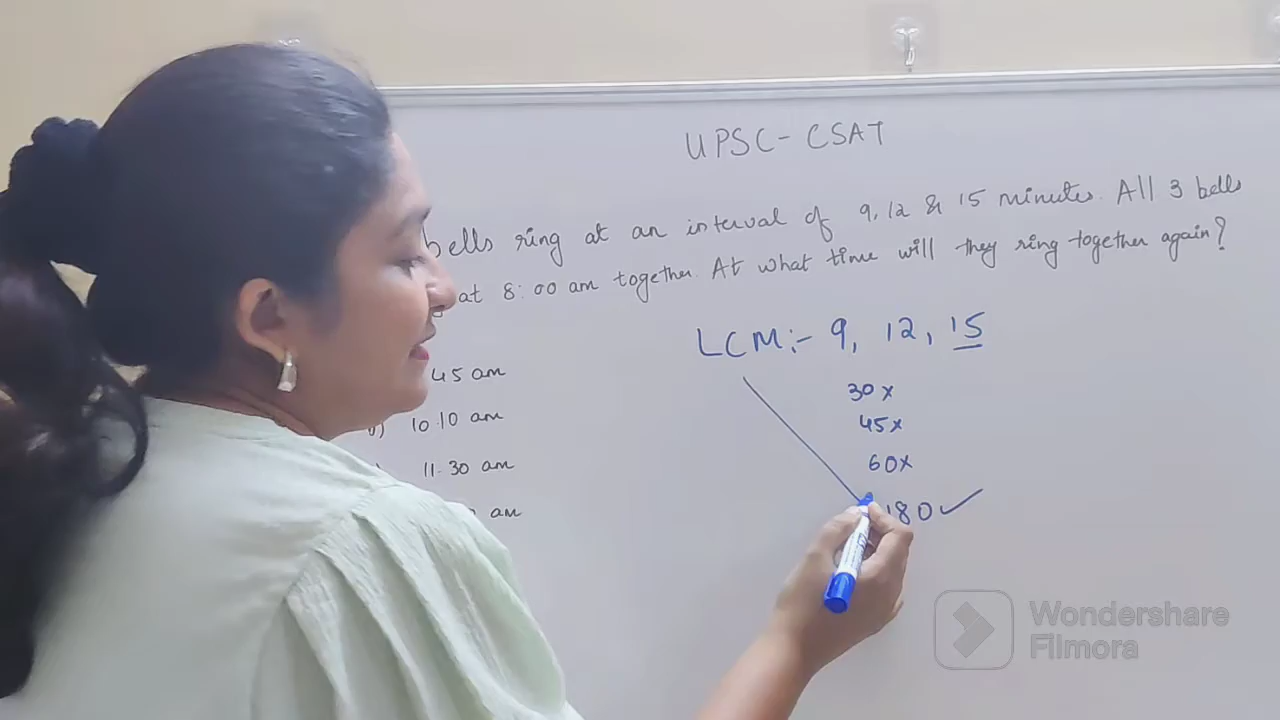 UPSC - CSAT
bells ring at an interval of 9, 12 & 15 minutes. All 3 bells
at 8:00 am together. At what time will they ring together again?
LCM:- 9, 12, 15
45 am
30 x
b) 10:10 am
45 x
11.30 am
60 x
am
180 ✓
Wondershare
Filmora